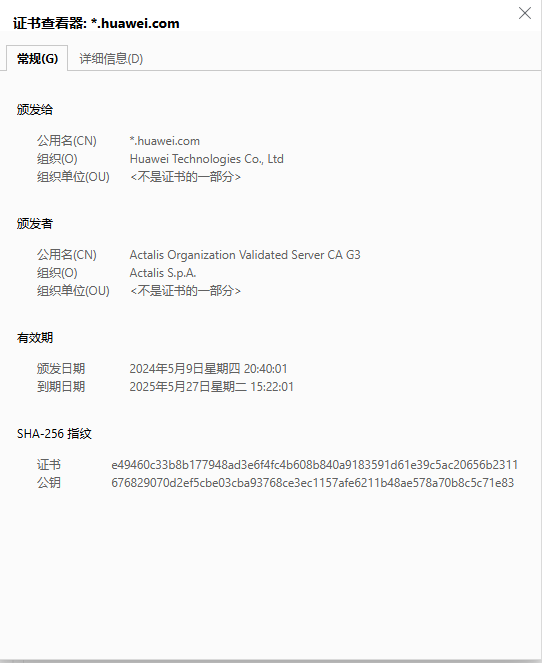 证书查看器: *.huawei.com
常规(G) 详细信息(D)
颁发给
公用名(CN) *.huawei.com
组织(O) Huawei Technologies Co., Ltd
组织单位(OU) <不是证书的一部分>
颁发者
公用名(CN) Actalis Organization Validated Server CA G3
组织(O) Actalis S.p.A.
组织单位(OU) <不是证书的一部分>
有效期
颁发日期 2024年5月9日星期四 20:40:01
到期日期 2025年5月27日星期二 15:22:01
SHA-256 指纹
证书 e49460c33b8b177948ad3e6f4fc4b608b840a9183591d61e39c5ac20656b2311
公钥 676829070d2ef5cbe03cba93768ce3ec1157afe6211b48ae578a70b8c5c71e83